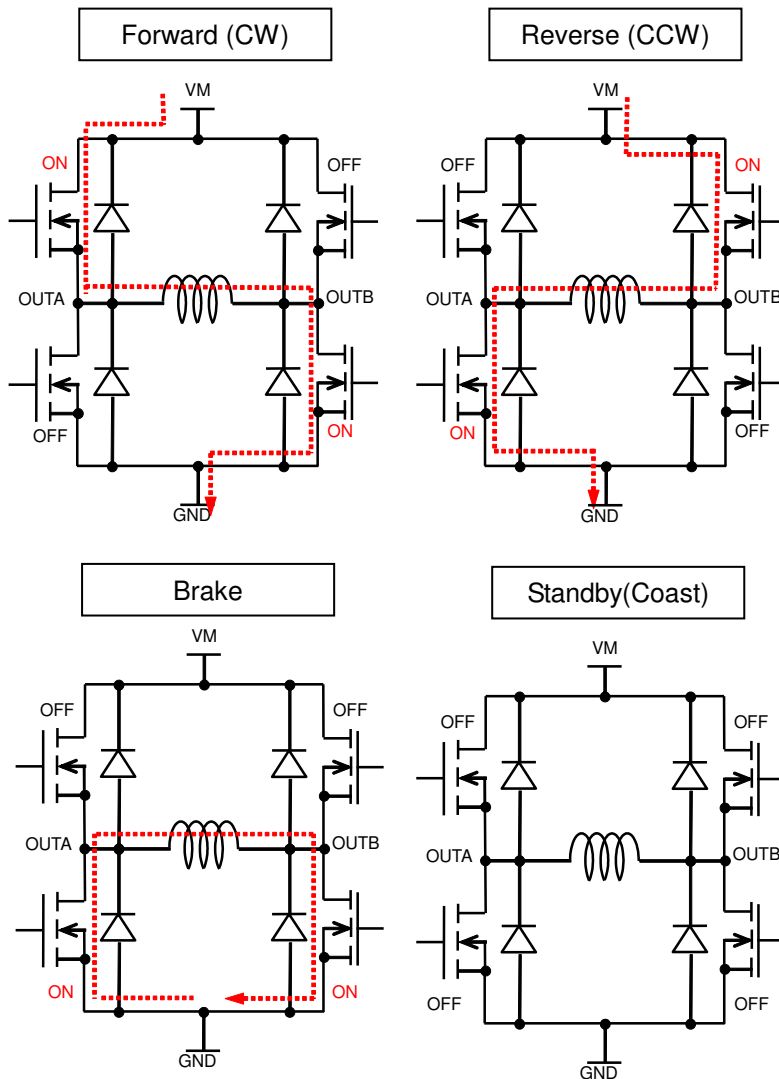 Forward (CW)
Reverse (CCW)
VM
ON
OFF
OUTA
OUTB
OFF
ON
GND
VM
OFF
ON
OUTA
OUTB
ON
OFF
GND
Brake
Standby(Coast)
VM
OFF
OFF
OUTA
OUTB
ON
ON
GND
VM
OFF
OFF
OUTA
OUTB
OFF
OFF
GND